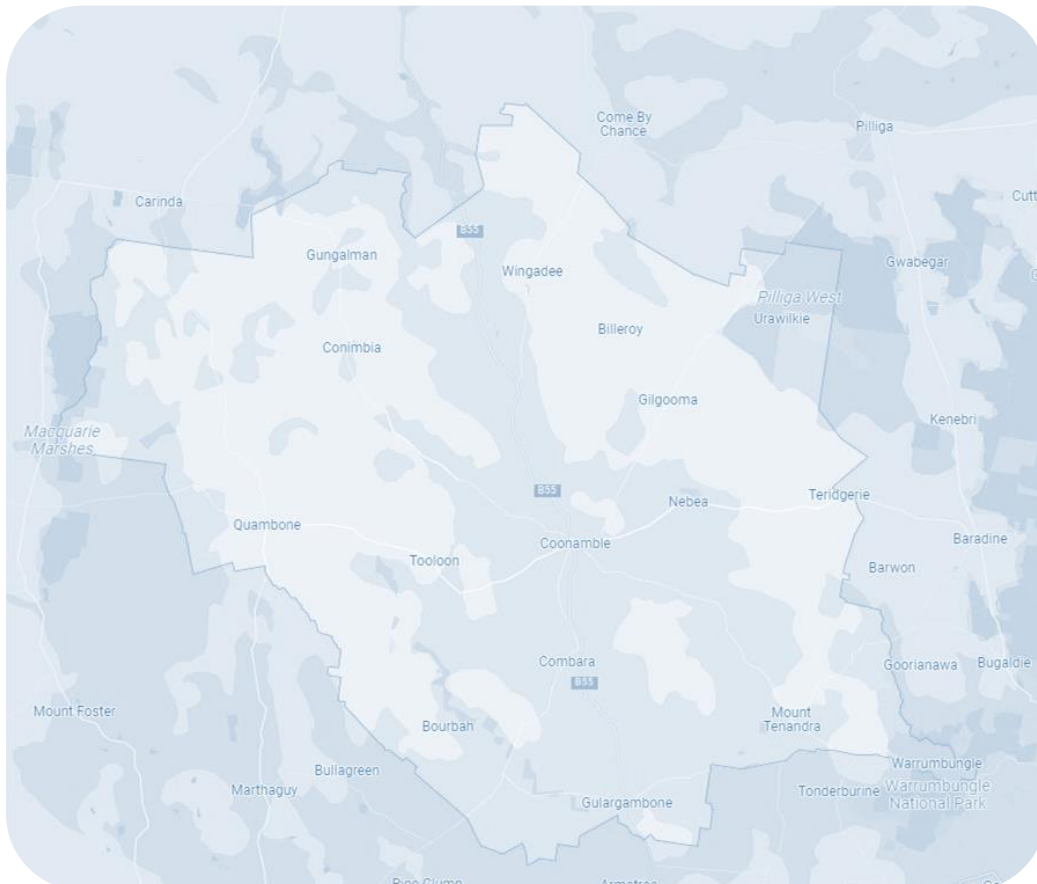 Come By
Chance
Pilliga
Carinda
Cutt
B55
Gungalman
Gwabegar
Wingadee
Pilliga West
Urawilkie
Billeroy
Conimbia
Gilgooma
Kenebri
Macquarie
Marshes
B55
Nebea
Teridgerie
Quambone
Coonamble
Baradine
Tooloon
Barwon
Combara
Goorianawa
Bugaldie
B55
Mount Foster
Mount
Tenandra
Bourbah
Bullagreen
Warrumbungle
Marthaguy
Tonderburine
Warrumbungle
National Park
Gulargambone